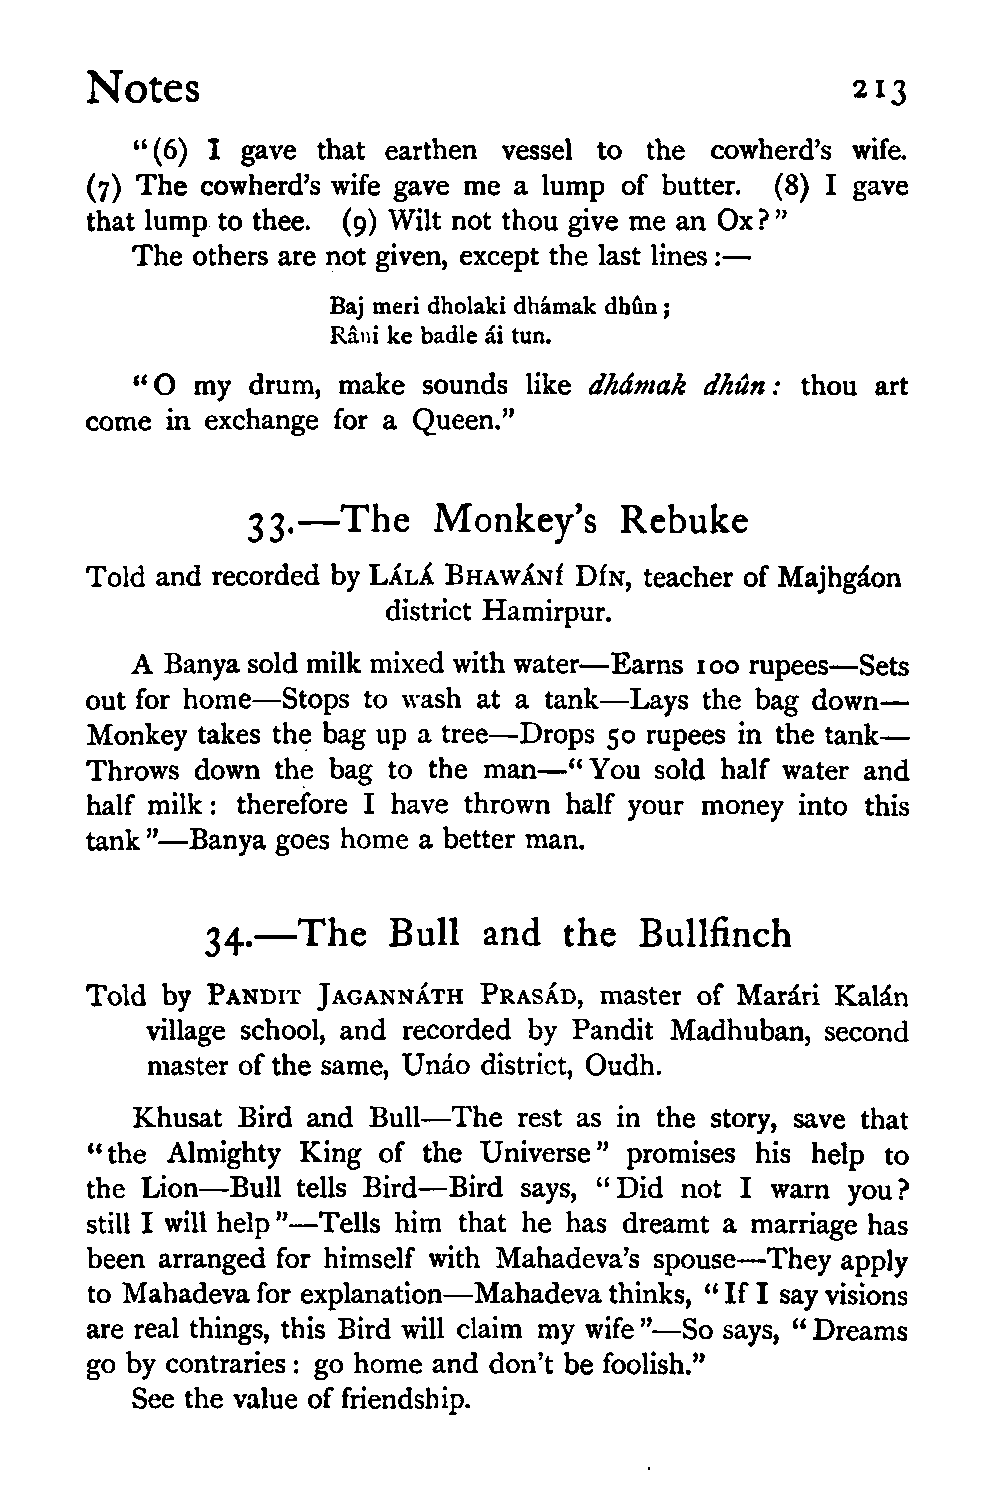 Notes 213
"(6) I gave that earthen vessel to the cowherd's wife.
(7) The cowherd's wife gave me a lump of butter. (8) I gave
that lump to thee. (9) Wilt not thou give me an Ox?"
The others are not given, except the last lines:—
Baj meri dholaki dhámak dhûn;
Râni ke badle ái tun.
"O my drum, make sounds like dhámak dhûn: thou art
come in exchange for a Queen."
33.—The Monkey's Rebuke
Told and recorded by LÁLÁ BHAWÁNÍ DÍN, teacher of Majhgáon
district Hamirpur.
A Banya sold milk mixed with water—Earns 100 rupees—Sets
out for home—Stops to wash at a tank—Lays the bag down—
Monkey takes the bag up a tree—Drops 50 rupees in the tank—
Throws down the bag to the man—"You sold half water and
half milk: therefore I have thrown half your money into this
tank"—Banya goes home a better man.
34.—The Bull and the Bullfinch
Told by PANDIT JAGANNÁTH PRASÁD, master of Marári Kalán
village school, and recorded by Pandit Madhuban, second
master of the same, Unáo district, Oudh.
Khusat Bird and Bull—The rest as in the story, save that
"the Almighty King of the Universe" promises his help to
the Lion—Bull tells Bird—Bird says, "Did not I warn you?
still I will help"—Tells him that he has dreamt a marriage has
been arranged for himself with Mahadeva's spouse—They apply
to Mahadeva for explanation—Mahadeva thinks, "If I say visions
are real things, this Bird will claim my wife"—So says, "Dreams
go by contraries: go home and don't be foolish."
See the value of friendship.